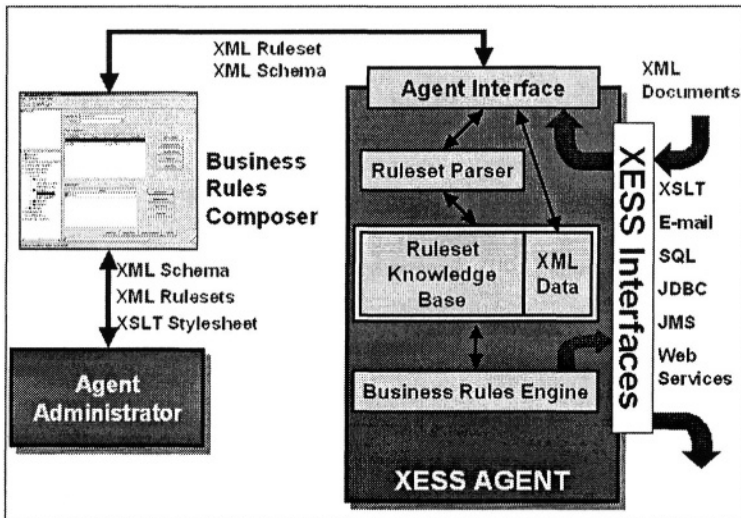 XML Ruleset
XML Schema
Business
Rules
Composer
XML Schema
XML Rulesets
XSLT Stylesheet
Agent
Administrator
Agent Interface
Ruleset Parser
Ruleset
Knowledge
Base
XML
Data
Business Rules Engine
XESS AGENT
XESS Interfaces
XML
Documents
XSLT
E-mail
SQL
JDBC
JMS
Web
Services